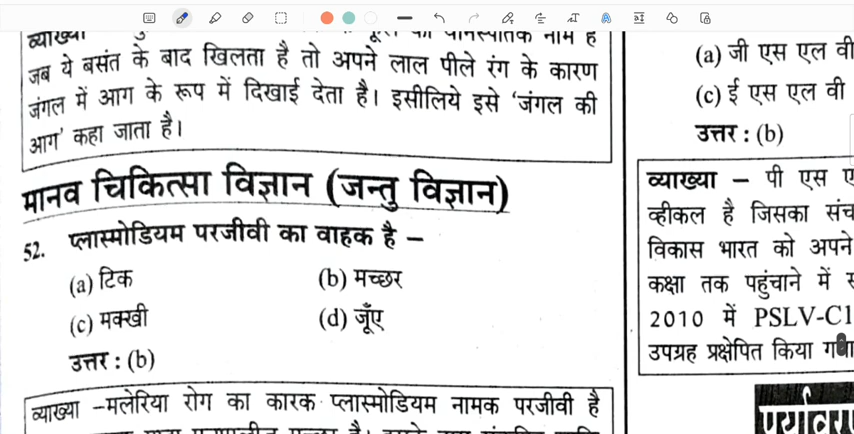 व्याख्या
का वानस्पतिक नाम है
जब ये बसंत के बाद खिलता है तो अपने लाल पीले रंग के कारण
जंगल में आग के रूप में दिखाई देता है। इसीलिये इसे ‘जंगल की
आग’ कहा जाता है।
मानव चिकित्सा विज्ञान (जन्तु विज्ञान)
52. प्लास्मोडियम परजीवी का वाहक है –
(a) टिक (b) मच्छर
(c) मक्खी (d) जूँए
उत्तर : (b)
व्याख्या –मलेरिया रोग का कारक प्लास्मोडियम नामक परजीवी है
(a) जी एस एल वी
(c) ई एस एल वी
उत्तर : (b)
व्याख्या – पी एस
व्हीकल है जिसका
विकास भारत को अपने
कक्षा तक पहुंचाने में
2010 में PSLV-C1
उपग्रह प्रक्षेपित किया